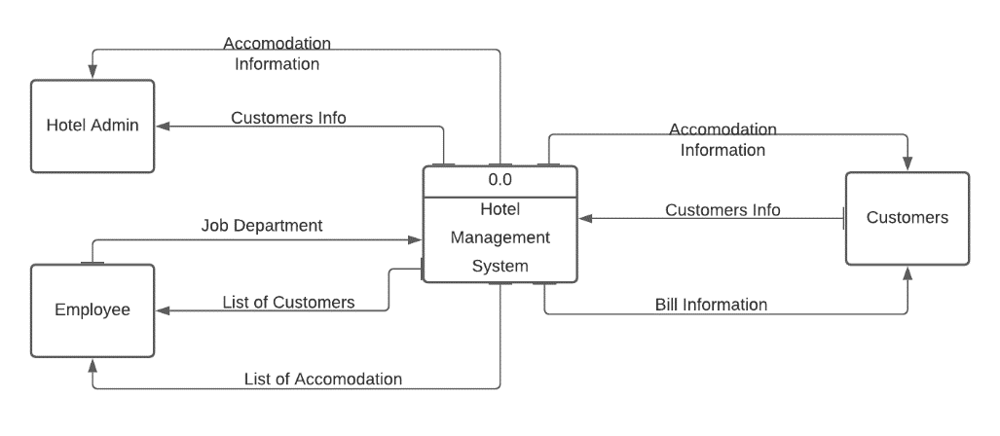 Accomodation
Information
Hotel Admin
Customers Info
Accomodation
Information
0.0
Hotel
Management
System
Customers Info
Customers
Job Department
Employee
List of Customers
Bill Information
List of Accomodation